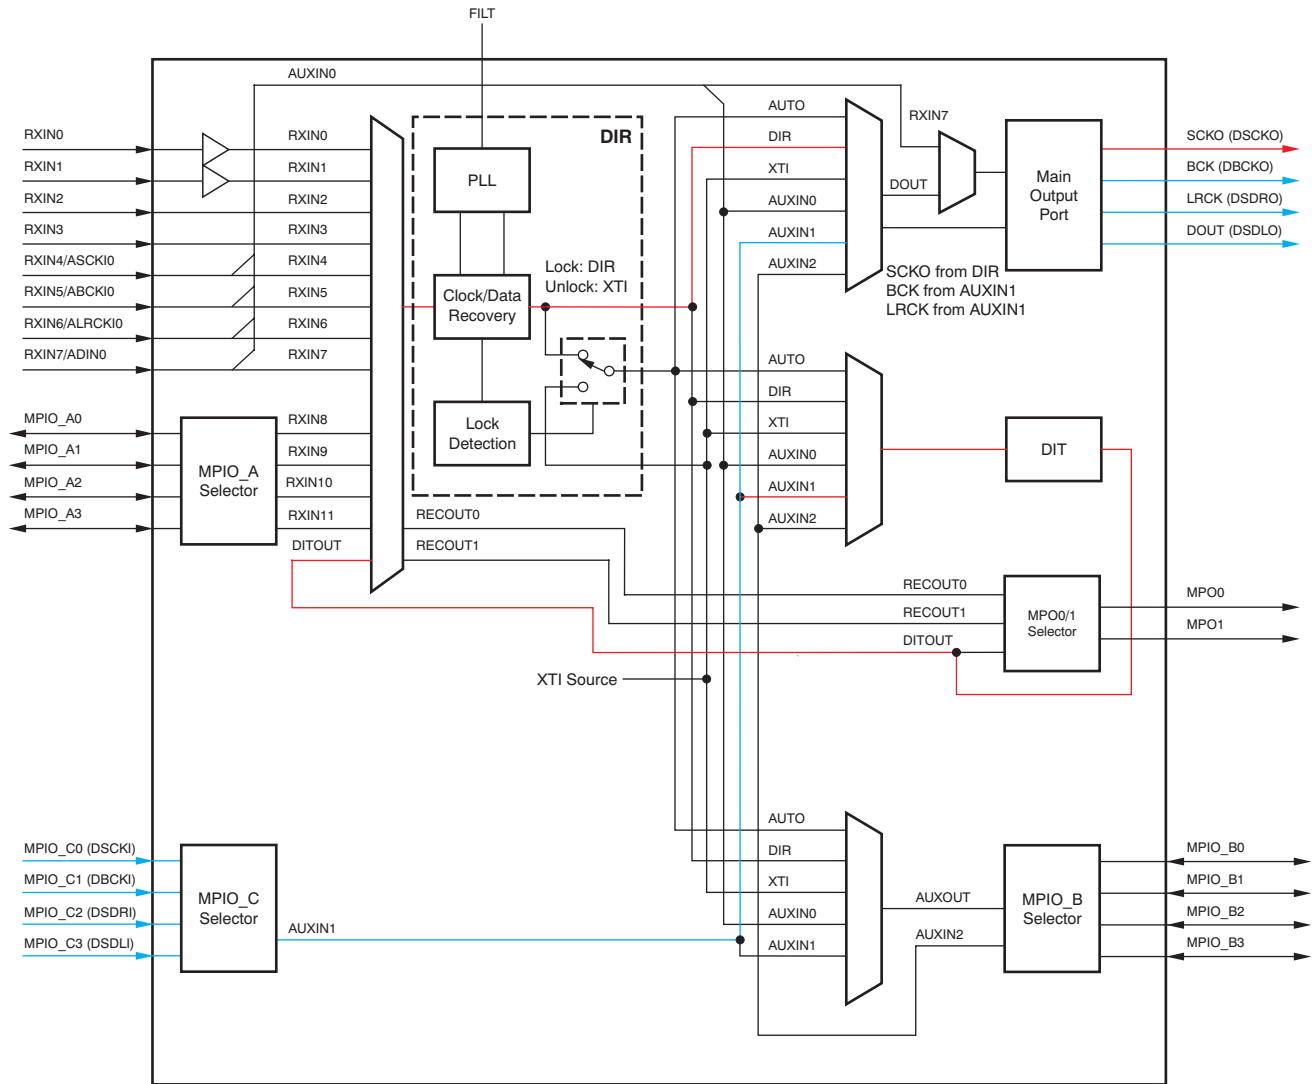 FILT
AUXIN0
RXIN0
RXIN1
RXIN2
RXIN3
RXIN4/ASCKI0
RXIN5/ABCKI0
RXIN6/ALRCKI0
RXIN7/ADIN0
RXIN0
RXIN1
RXIN2
RXIN3
RXIN4
RXIN5
RXIN6
RXIN7
MPIO_A0
MPIO_A1
MPIO_A2
MPIO_A3
MPIO_A
Selector
RXIN8
RXIN9
RXIN10
RXIN11
DITOUT
DIR
PLL
Clock/Data
Recovery
Lock
Detection
Lock: DIR
Unlock: XTI
RECOUT0
RECOUT1
AUTO
DIR
XTI
AUXIN0
AUXIN1
AUXIN2
RXIN7
DOUT
Main
Output
Port
SCKO (DSCKO)
BCK (DBCKO)
LRCK (DSDRO)
DOUT (DSDLO)
SCKO from DIR
BCK from AUXIN1
LRCK from AUXIN1
AUTO
DIR
XTI
AUXIN0
AUXIN1
AUXIN2
DIT
RECOUT0
RECOUT1
DITOUT
MPO0/1
Selector
MPO0
MPO1
XTI Source
MPIO_C0 (DSCKI)
MPIO_C1 (DBCKI)
MPIO_C2 (DSDRI)
MPIO_C3 (DSDLI)
MPIO_C
Selector
AUXIN1
AUTO
DIR
XTI
AUXIN0
AUXIN1
AUXOUT
AUXIN2
MPIO_B
Selector
MPIO_B0
MPIO_B1
MPIO_B2
MPIO_B3